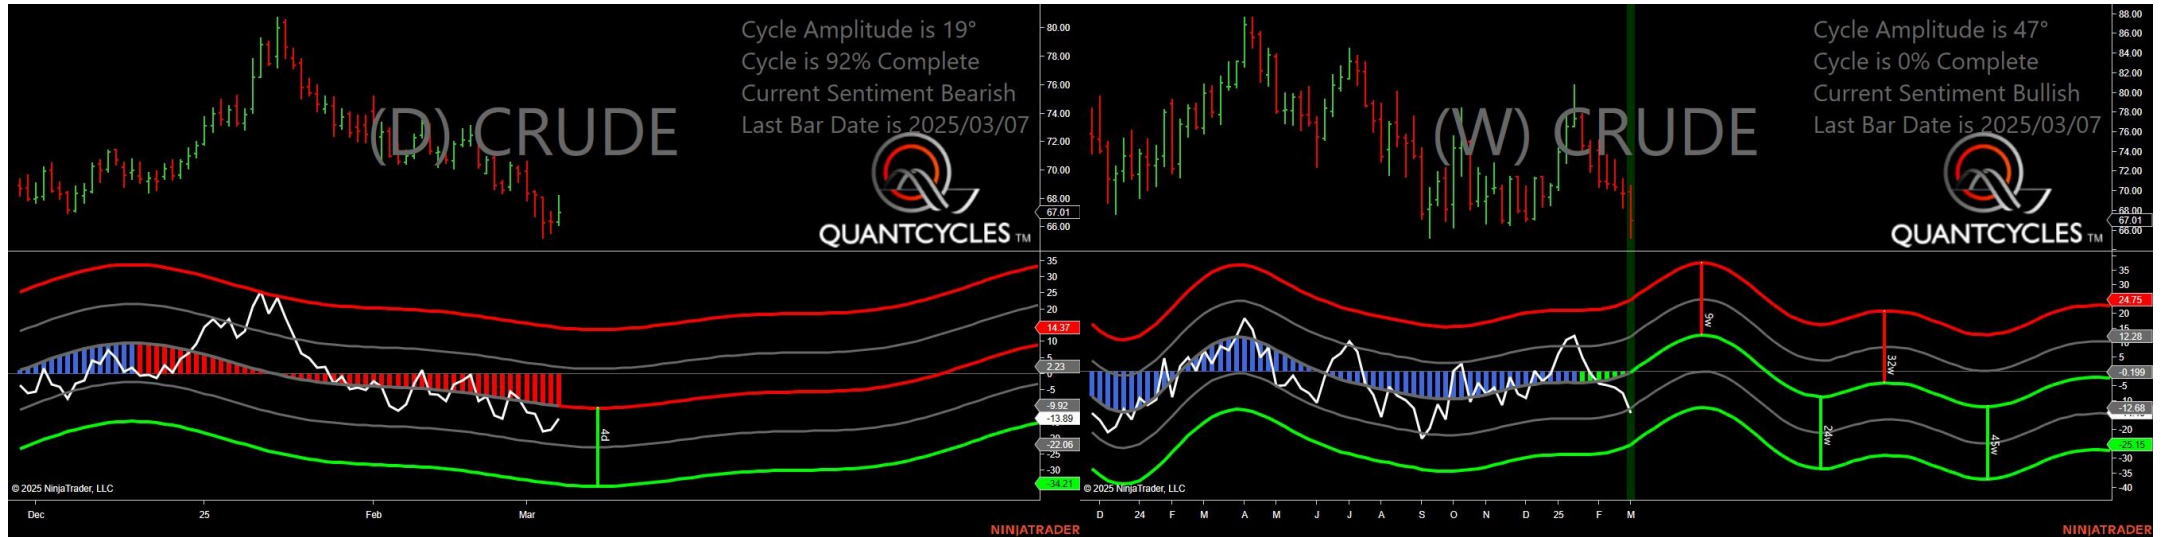 Cycle Amplitude is 19°
Cycle is 92% Complete
Current Sentiment Bearish
Last Bar Date is 2025/03/07
(D) CRUDE
QUANTCYCLES TM
80.00
78.00
76.00
74.00
72.00
70.00
68.00
67.01
66.00
35
30
25
20
14.37
10
5
2.23
-5
-9.92
-13.89
-22.06
-25
-30
-34.21
4d
© 2025 NinjaTrader, LLC
Dec
25
Feb
Mar
NINJATRADER
Cycle Amplitude is 47°
Cycle is 0% Complete
Current Sentiment Bullish
Last Bar Date is 2025/03/07
(W) CRUDE
QUANTCYCLES TM
88.00
86.00
84.00
82.00
80.00
78.00
76.00
74.00
72.00
70.00
68.00
67.01
66.00
35
24.75
20
15
12.28
5
-0.199
-5
-12.68
-20
-25.15
-30
-35
-40
9w
32w
24w
45w
© 2025 NinjaTrader, LLC
D
24
F
M
A
M
J
J
A
S
O
N
D
25
F
M
NINJATRADER